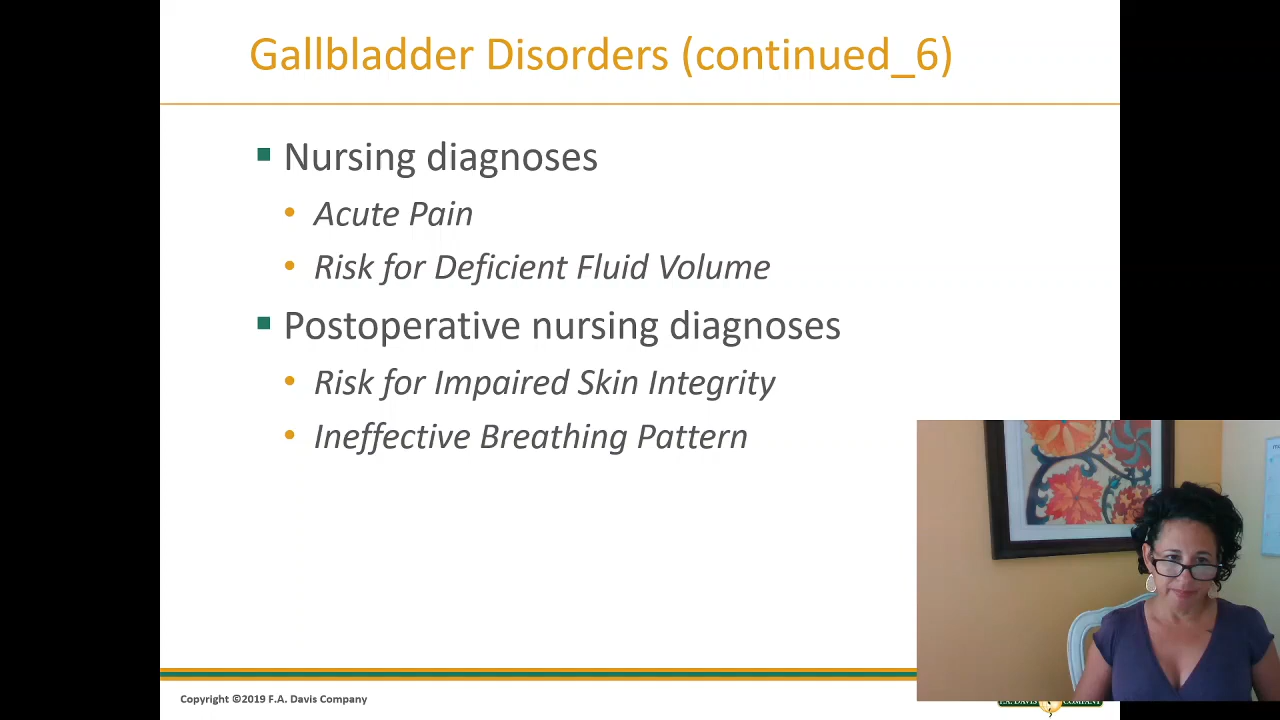 Gallbladder Disorders (continued_6)
Nursing diagnoses
Acute Pain
Risk for Deficient Fluid Volume
Postoperative nursing diagnoses
Risk for Impaired Skin Integrity
Ineffective Breathing Pattern
Copyright ©2019 F.A. Davis Company